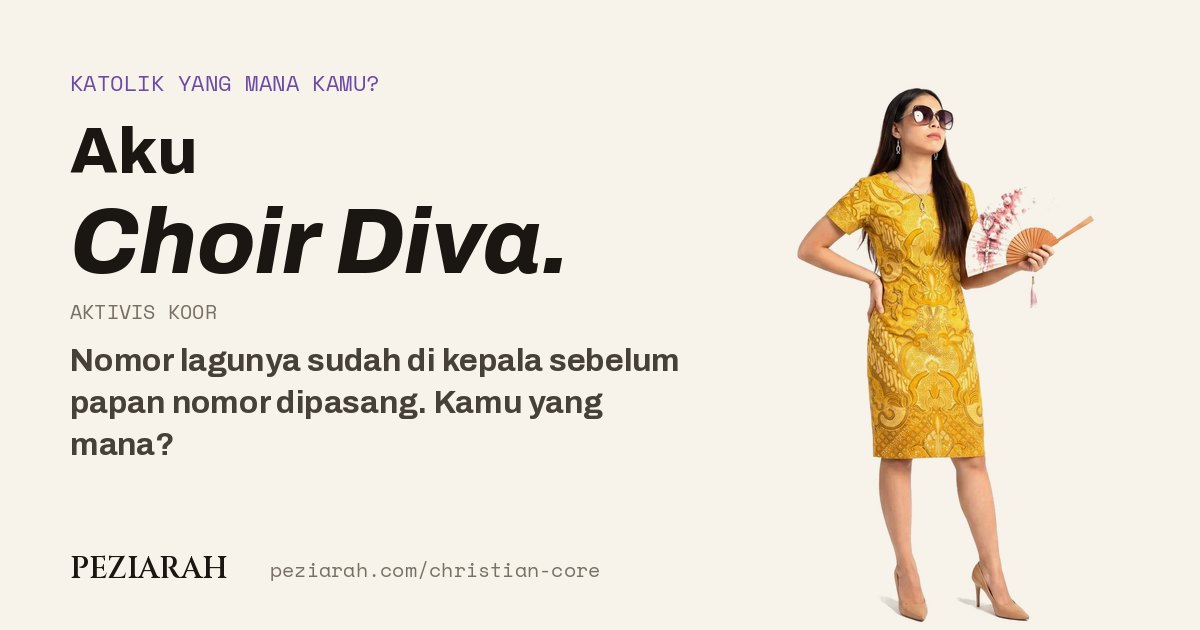 KATOLIK YANG MANA KAMU?
Aku
Choir Diva.
AKTIVIS KOOR
Nomor lagunya sudah di kepala sebelum
papan nomor dipasang. Kamu yang
mana?
PEZIARAH peziarah.com/christian-core